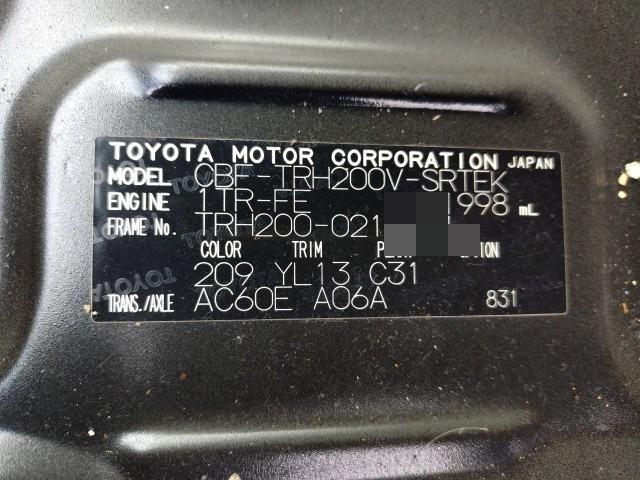 TOYOTA MOTOR CORPORATION JAPAN
MODEL CBF-TRH200V-SRTEK
ENGINE 1TR-FE 1998 mL
FRAME No. TRH200-021
COLOR TRIM
209 YL13 C31
TRANS./AXLE AC60E A06A 831